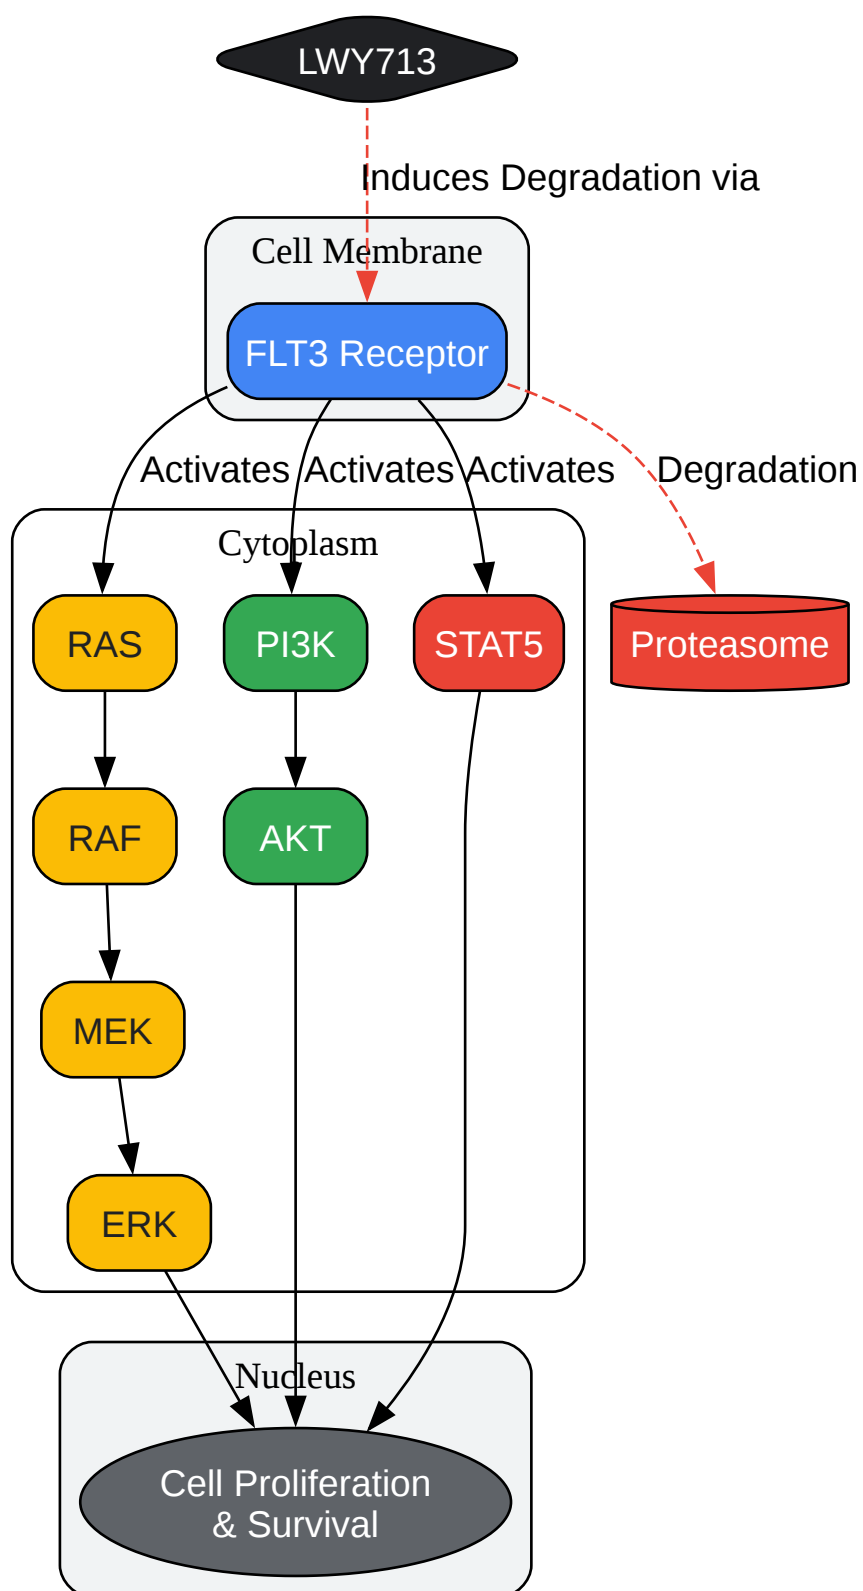 LWY713
Induces Degradation via
Cell Membrane
FLT3 Receptor
Activates
Activates
Activates
Degradation
Cytoplasm
RAS
PI3K
STAT5
Proteasome
RAF
AKT
MEK
ERK
Nucleus
Cell Proliferation
& Survival